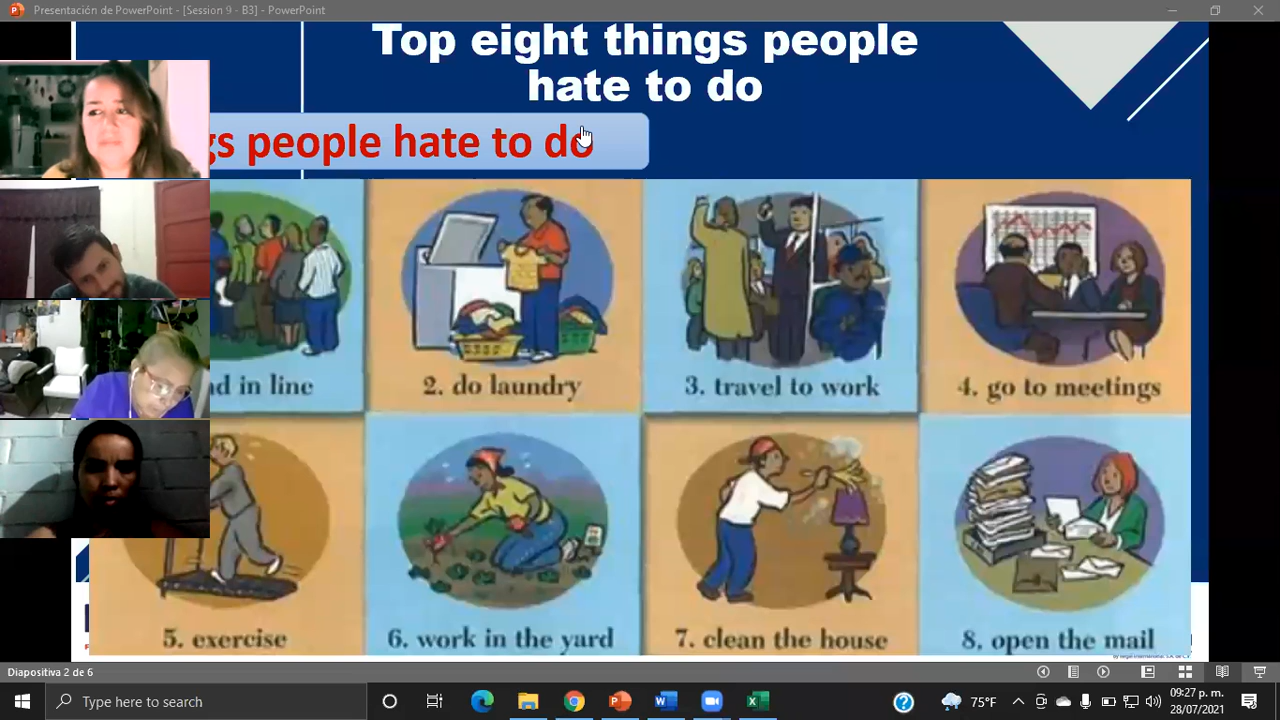 Presentación de PowerPoint - [Session 9 - B3] - PowerPoint
Top eight things people
hate to do
people hate to do
in line
2. do laundry
3. travel to work
4. go to meetings
5. exercise
6. work in the yard
7. clean the house
8. open the mail
Diapositiva 2 de 6
Type here to search
75°F
09:27 p. m.
28/07/2021